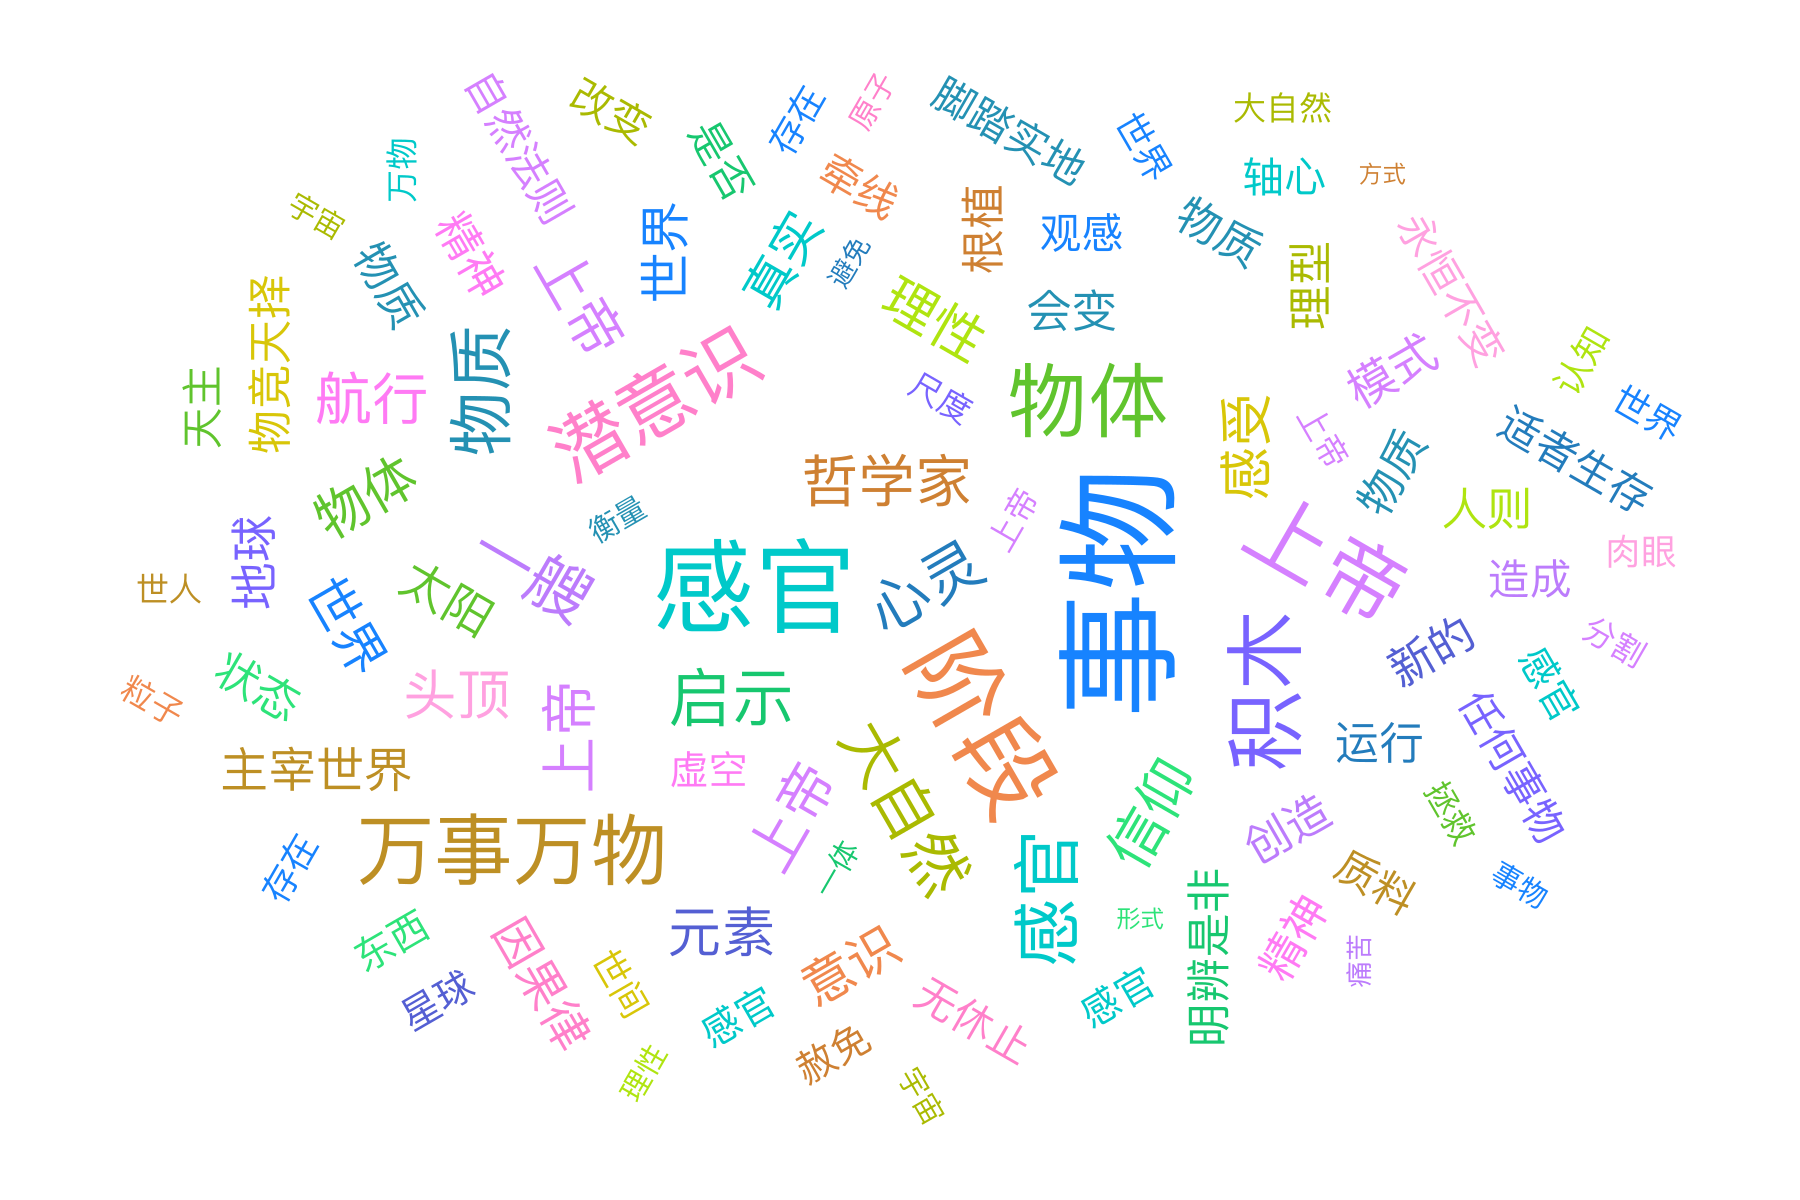 自然法则
改变
是否
存在
原子
脚踏实地
世界
大自然
万物
牵线
轴心
方式
宇宙
精神
世界
真实
避免
根植
观感
物质
理型
永恒不变
物质
上帝
理性
会变
物竞天择
天主
航行
物质
潜意识
尺度
物体
模式
认知
世界
感受
上帝
适者生存
物质
物体
衡量
哲学家
上帝
事物
上帝
人则
肉眼
地球
世人
世界
太阳
一艘
感官
心灵
造成
积木
新的
感官
分割
粒子
状态
头顶
上帝
启示
阶段
运行
任何事物
主宰世界
虚空
上帝
大自然
信仰
创造
拯救
万事万物
存在
一体
感官
质料
事物
东西
星球
因果律
世间
元素
意识
形式
明辨是非
精神
痛苦
感官
无休止
感官
理性
赦免
宇宙